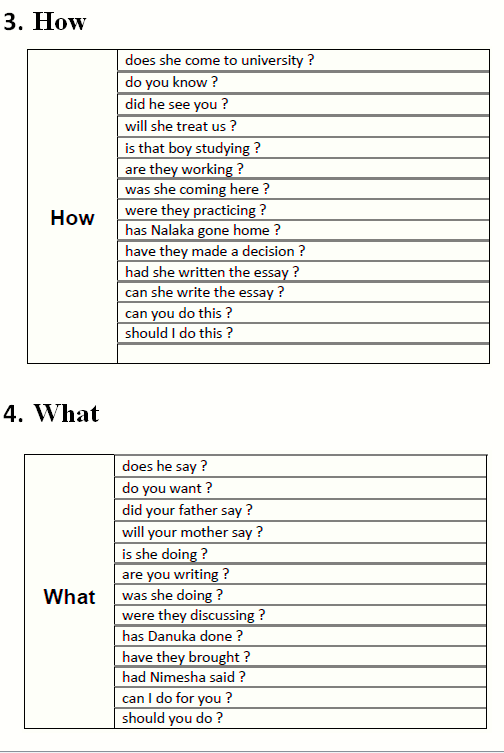 3. How
does she come to university ?
do you know ?
did he see you ?
will she treat us ?
is that boy studying ?
are they working ?
was she coming here ?
How
were they practicing ?
has Nalaka gone home ?
have they made a decision ?
had she written the essay ?
can she write the essay ?
can you do this ?
should I do this ?
4. What
does he say ?
do you want ?
did your father say ?
will your mother say ?
is she doing ?
are you writing ?
What
was she doing ?
were they discussing ?
has Danuka done ?
have they brought ?
had Nimesha said ?
can I do for you ?
should you do ?